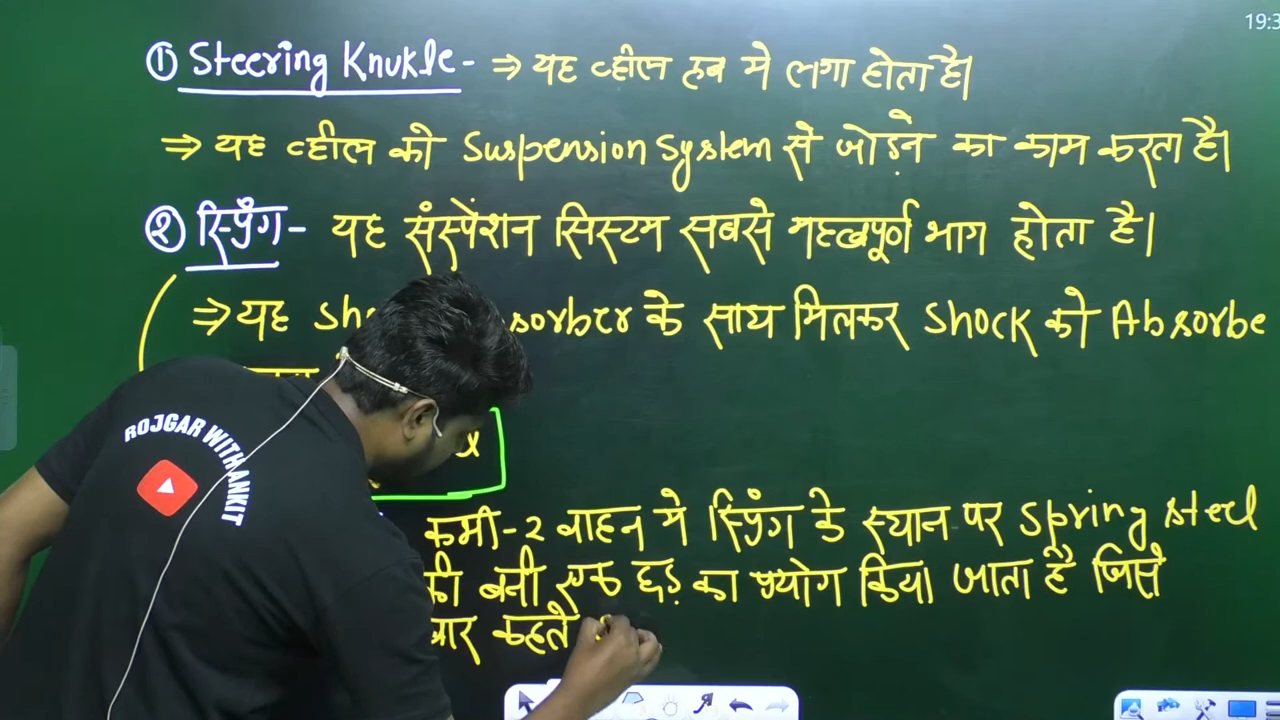 19:3
① Steering Knukle - ⇒ यह व्हील हब मे लगा होता है।
⇒ यह व्हील को Suspension System से जोड़ने का काम करता है।
② स्प्रिंग - यह संस्पेंशन सिस्टम सबसे महत्वपूर्ण भाग होता है।
⇒ यह के साथ मिलकर Shock को Absorbe
कभी-2 वाहन मे स्प्रिंग के स्थान पर Spring steel
की बनी एक छड़ का प्रयोग किया जाता है जिसे
बार कहते
ROJGAR WITH ANKIT